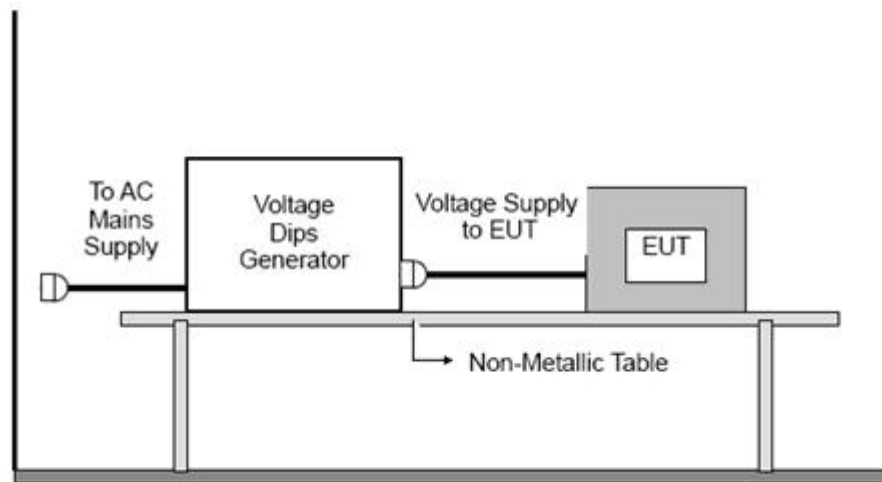 To AC
Mains
Supply
Voltage
Dips
Generator
Voltage Supply
to EUT
EUT
Non-Metallic Table